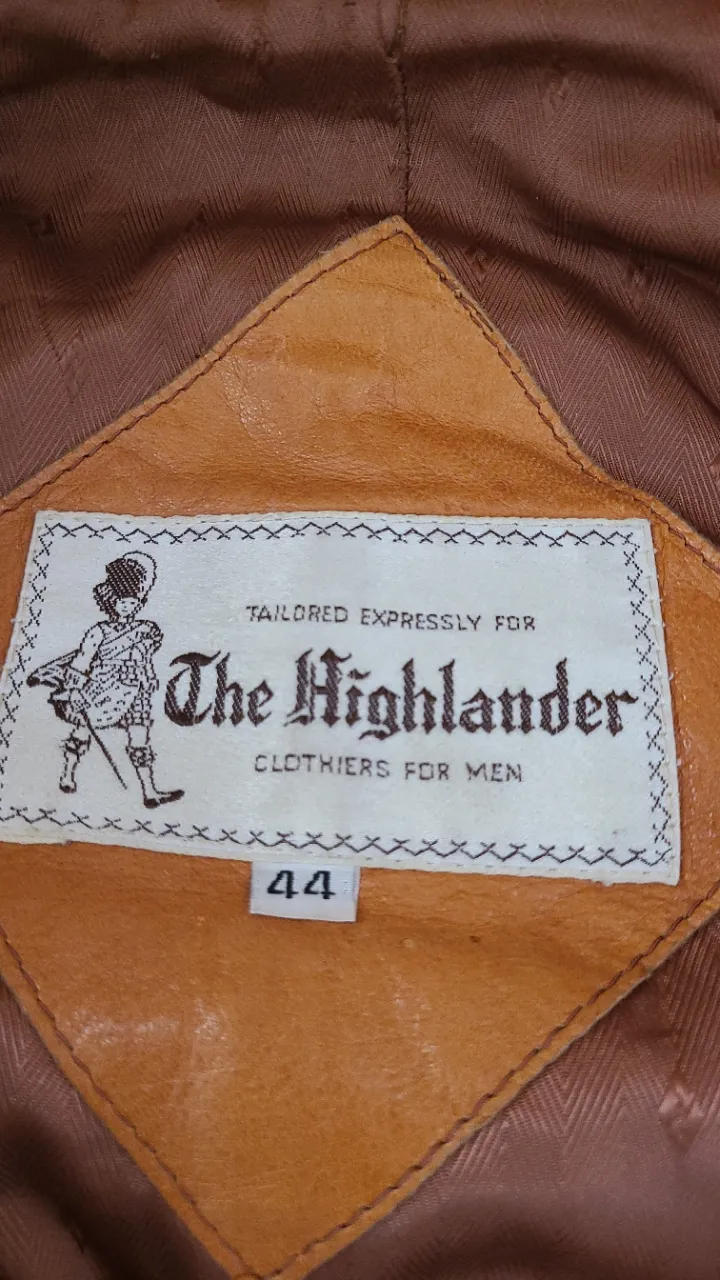 TAILORED EXPRESSLY FOR
The Highlander
CLOTHIERS FOR MEN
44